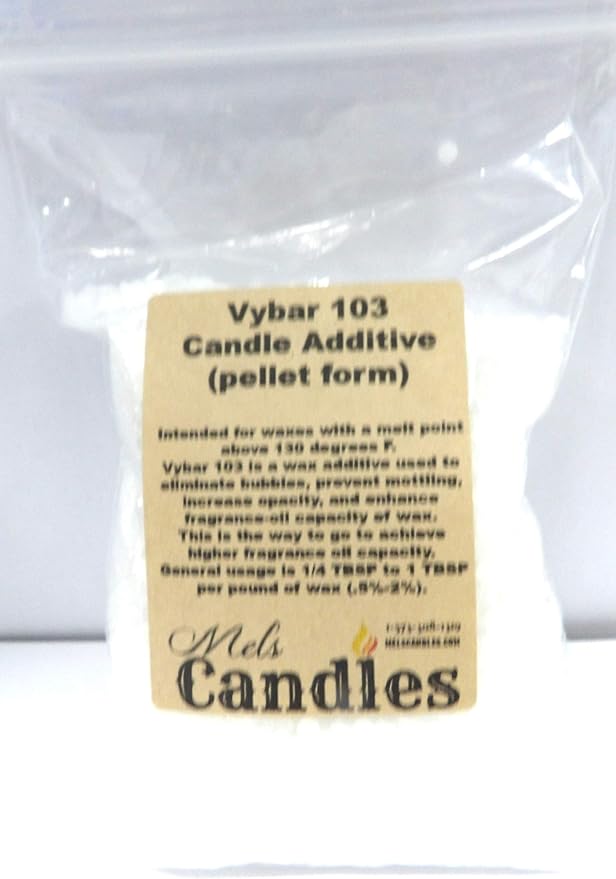 Vybar 103
Candle Additive
(pellet form)
Intended for waxes with a melt point
above 130 degrees F.
Vybar 103 is a wax additive used to
eliminate bubbles, prevent mottling,
increase opacity, and enhance
fragrance-oil capacity of wax.
This is the way to go to achieve
higher fragrance oil capacity.
General usage is 1/4 TBSP to 1 TBSP
per pound of wax (.5%-2%).
MELSCANDLES.COM
Mels
Candles